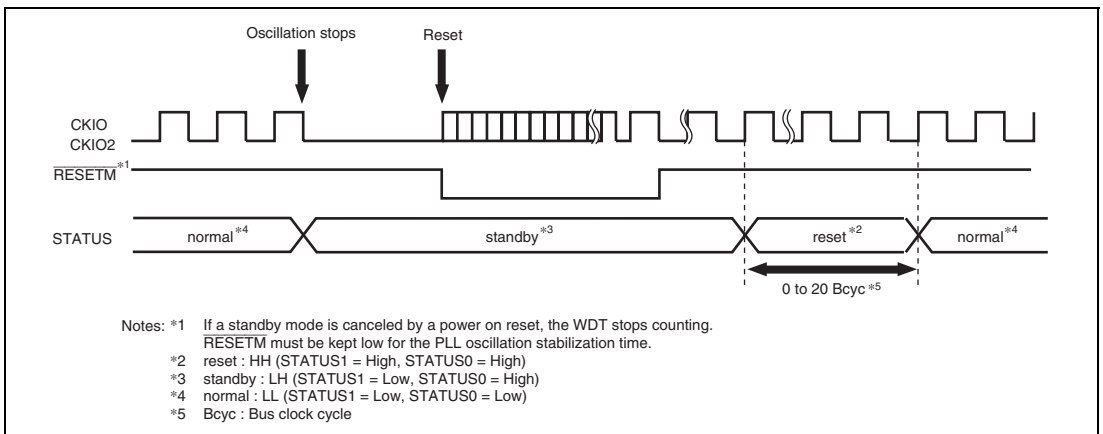 Oscillation stops Reset
CKIO
CKIO2
RESETM*1
STATUS normal*4 standby*3 reset*2 normal*4
0 to 20 Bcyc *5
Notes: *1 If a standby mode is canceled by a power on reset, the WDT stops counting.
RESETM must be kept low for the PLL oscillation stabilization time.
*2 reset : HH (STATUS1 = High, STATUS0 = High)
*3 standby : LH (STATUS1 = Low, STATUS0 = High)
*4 normal : LL (STATUS1 = Low, STATUS0 = Low)
*5 Bcyc : Bus clock cycle